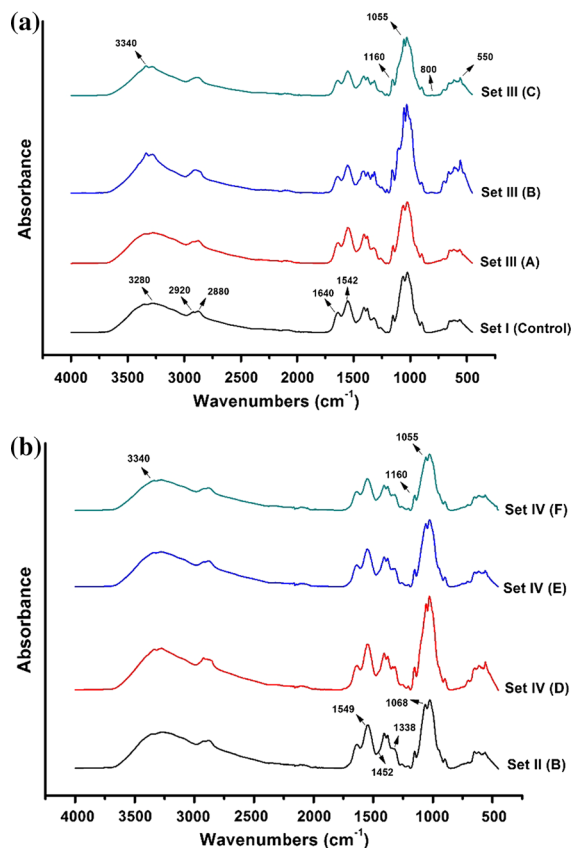 (a)
1055
3340
1160
800
550
Set III (C)
Set III (B)
Set III (A)
3280
2920
2880
1640
1542
Set I (Control)
Absorbance
4000 3500 3000 2500 2000 1500 1000 500
Wavenumbers (cm-1)
(b)
1055
3340
1160
Set IV (F)
Set IV (E)
Set IV (D)
1549
1068
1338
1452
Set II (B)
Absorbance
4000 3500 3000 2500 2000 1500 1000 500
Wavenumbers (cm-1)